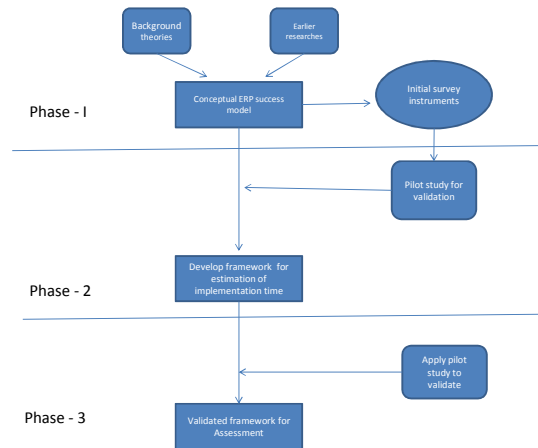 Background
theories
Earlier
researches
Conceptual ERP success
model
Initial survey
instruments
Phase - I
Pilot study for
validation
Develop framework for
estimation of
implementation time
Phase - 2
Apply pilot
study to
validate
Validated framework for
Assessment
Phase - 3